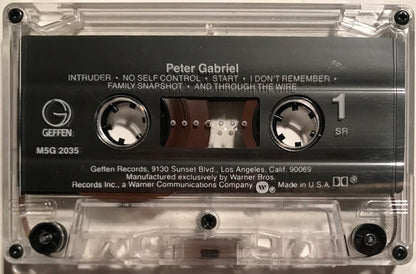 Peter Gabriel
INTRUDER • NO SELF CONTROL • START • I DON'T REMEMBER •
FAMILY SNAPSHOT • AND THROUGH THE WIRE
G
GEFFEN
1
SR
M5G 2035
Geffen Records, 9130 Sunset Blvd., Los Angeles, Calif. 90069
Manufactured exclusively by Warner Bros.
Records Inc., a Warner Communications Company W ® Made in U.S.A. ®